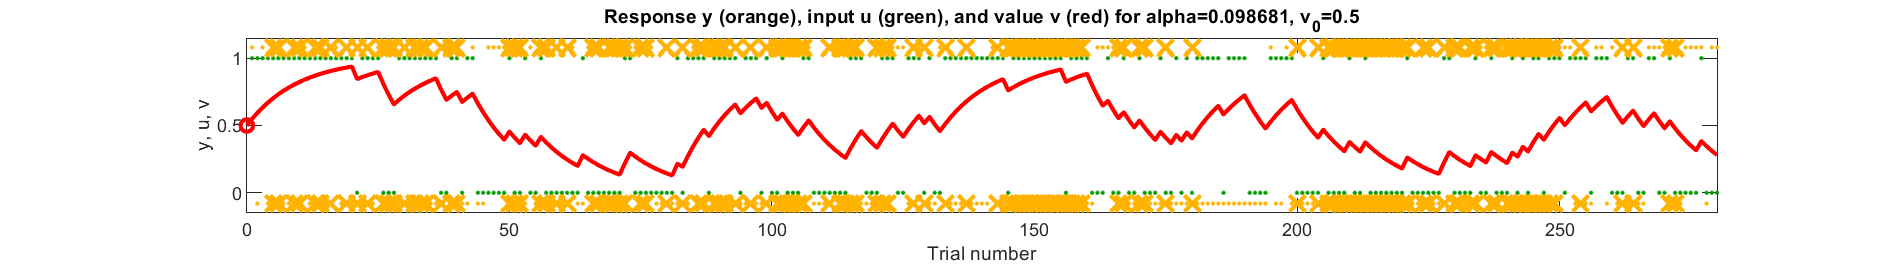 Response y (orange), input u (green), and value v (red) for alpha=0.098681, v0=0.5
1
0.5
0
y, u, v
0 50 100 150 200 250
Trial number